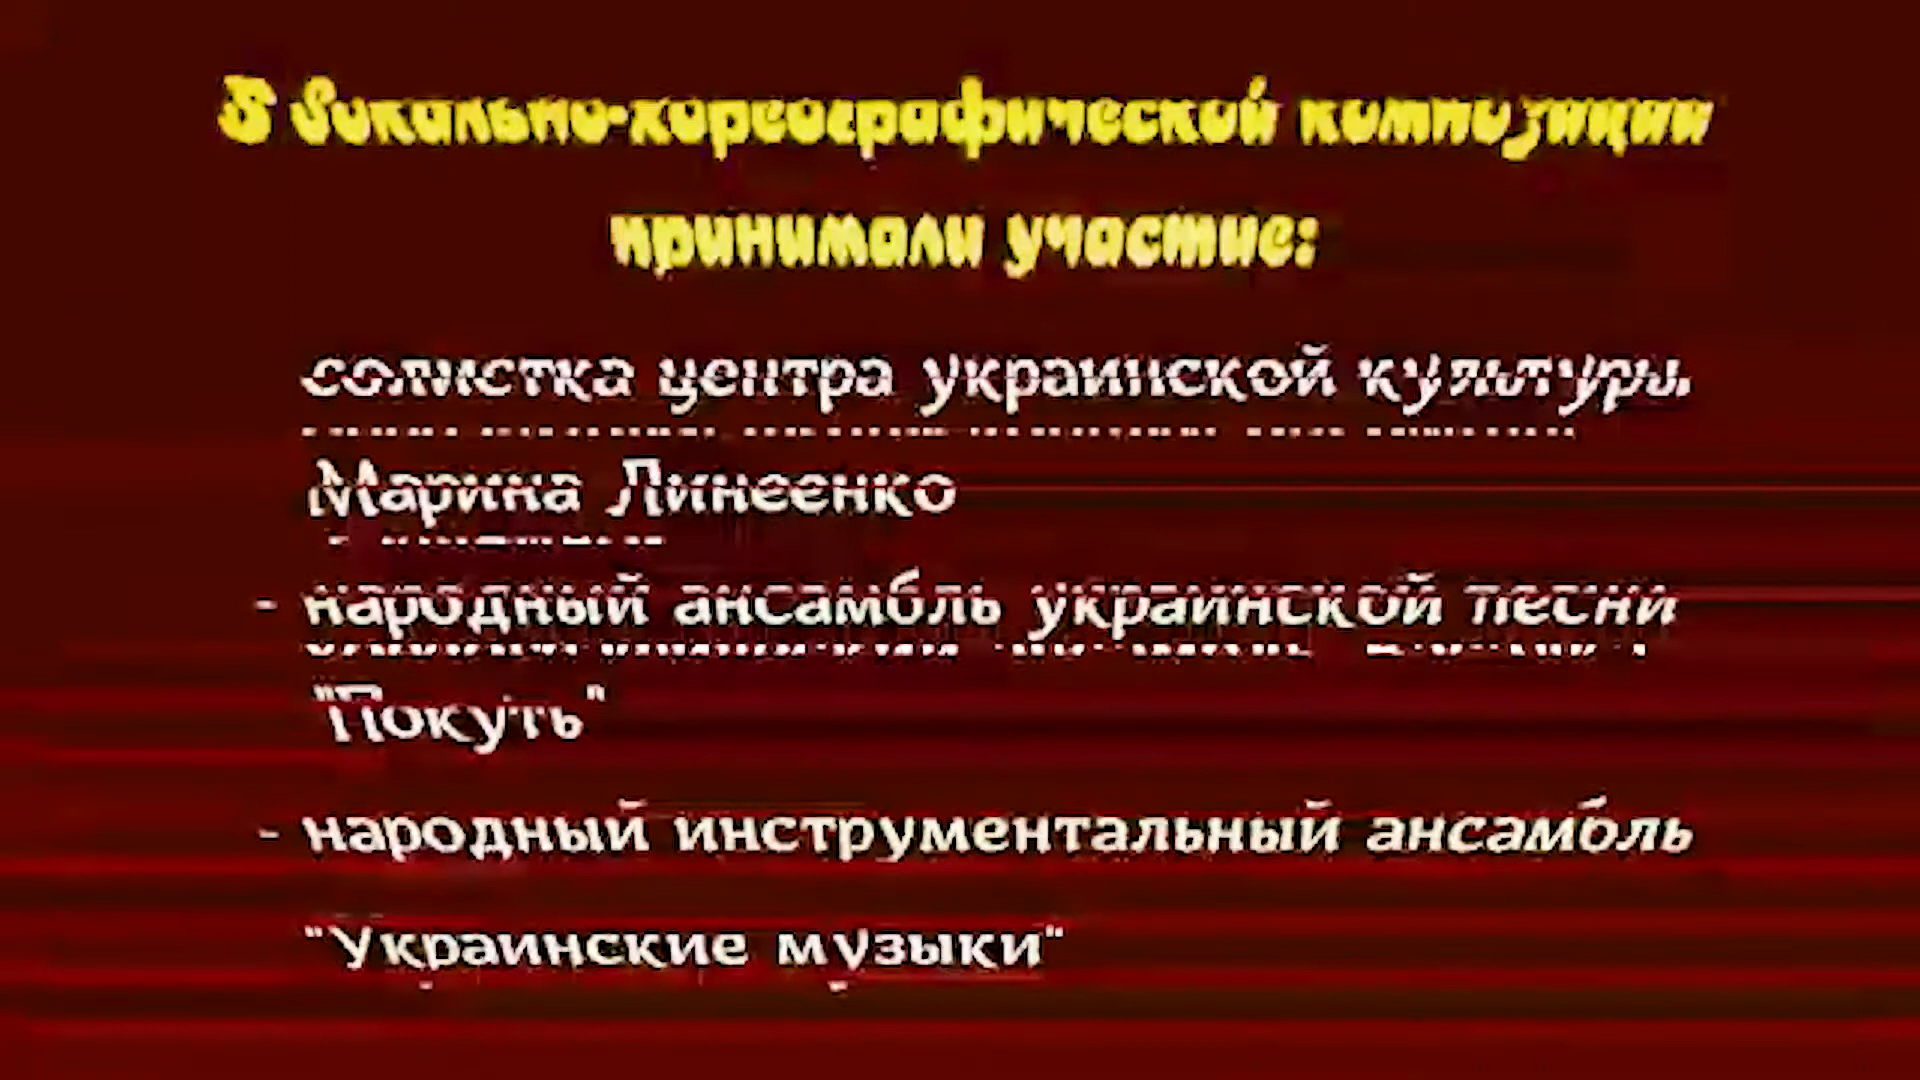 В вокально-хореографической композиции
принимали участие:
солистка центра украинской культуры
Марина Линеенко
- народный ансамбль украинской песни
"Покуть"
- народный инструментальный ансамбль
"Украинские музыки"